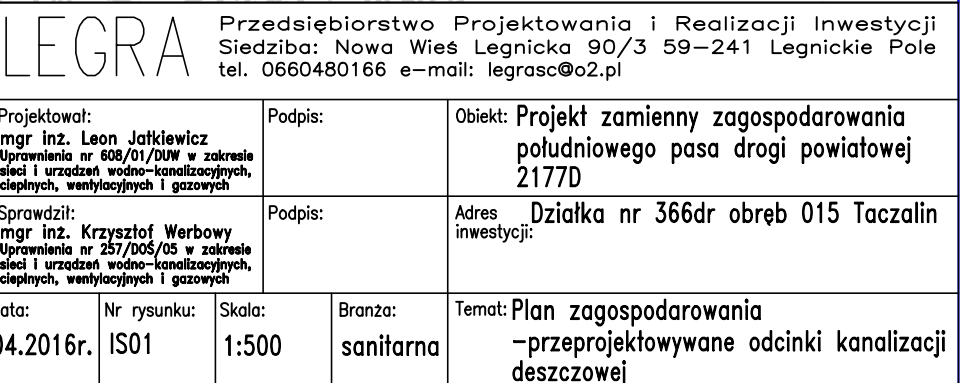 LEGRA
Przedsiębiorstwo Projektowania i Realizacji Inwestycji
Siedziba: Nowa Wieś Legnicka 90/3 59-241 Legnickie Pole
tel. 0660480166 e-mail: legrasc@o2.pl
Projektował:
mgr inż. Leon Jatkiewicz
Uprawnienia nr 608/01/DUW w zakresie
sieci i urządzeń wodno-kanalizacyjnych,
cieplnych, wentylacyjnych i gazowych
Podpis:
Obiekt: Projekt zamienny zagospodarowania
południowego pasa drogi powiatowej
2177D
Sprawdził:
mgr inż. Krzysztof Werbowy
Uprawnienia nr 257/DOŚ/05 w zakresie
sieci i urządzeń wodno-kanalizacyjnych,
cieplnych, wentylacyjnych i gazowych
Podpis:
Adres inwestycji: Działka nr 366dr obręb 015 Taczalin
ata:
04.2016r.
Nr rysunku:
IS01
Skala:
1:500
Branża:
sanitarna
Temat: Plan zagospodarowania
-przeprojektowywane odcinki kanalizacji
deszczowej